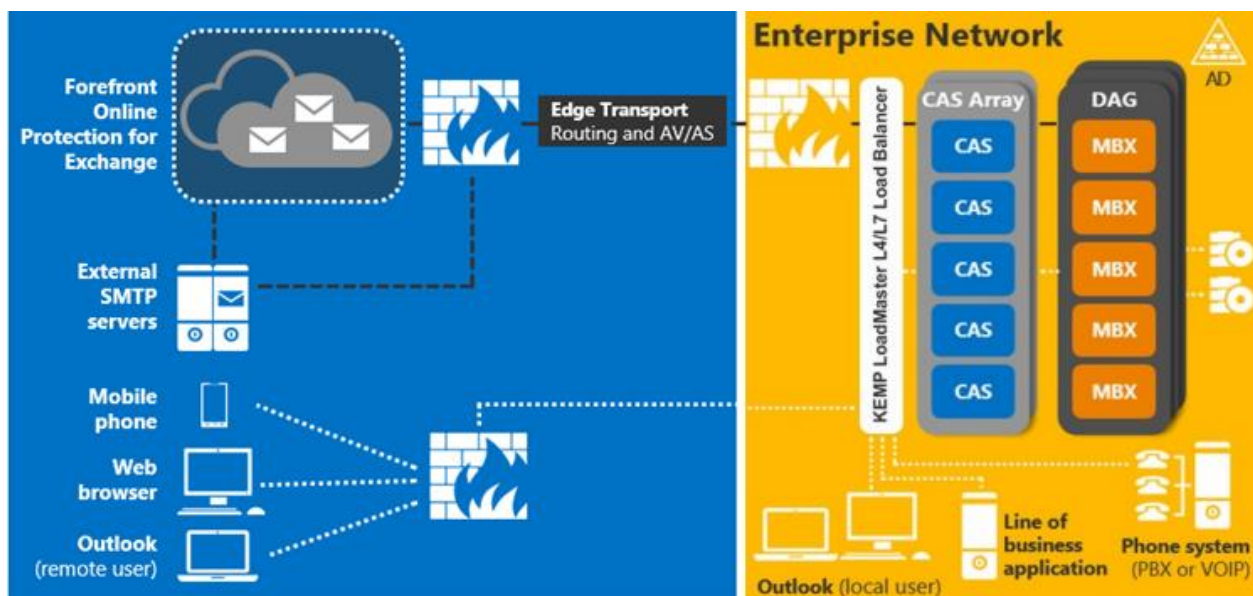 Forefront
Online
Protection for
Exchange
Edge Transport
Routing and AV/AS
External
SMTP
servers
Mobile
phone
Web
browser
Outlook
(remote user)
Enterprise Network
AD
KEMP LoadMaster L4/L7 Load Balancer
CAS Array
CAS
CAS
CAS
CAS
CAS
DAG
MBX
MBX
MBX
MBX
MBX
Outlook (local user)
Line of
business
application
Phone system
(PBX or VOIP)